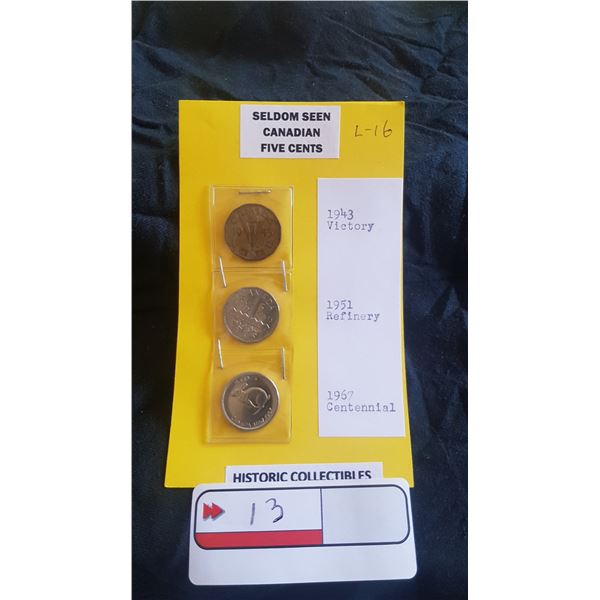 SELDOM SEEN
CANADIAN
FIVE CENTS
L-16
1943
Victory
1951
Refinery
1967
Centennial
HISTORIC COLLECTIBLES
13